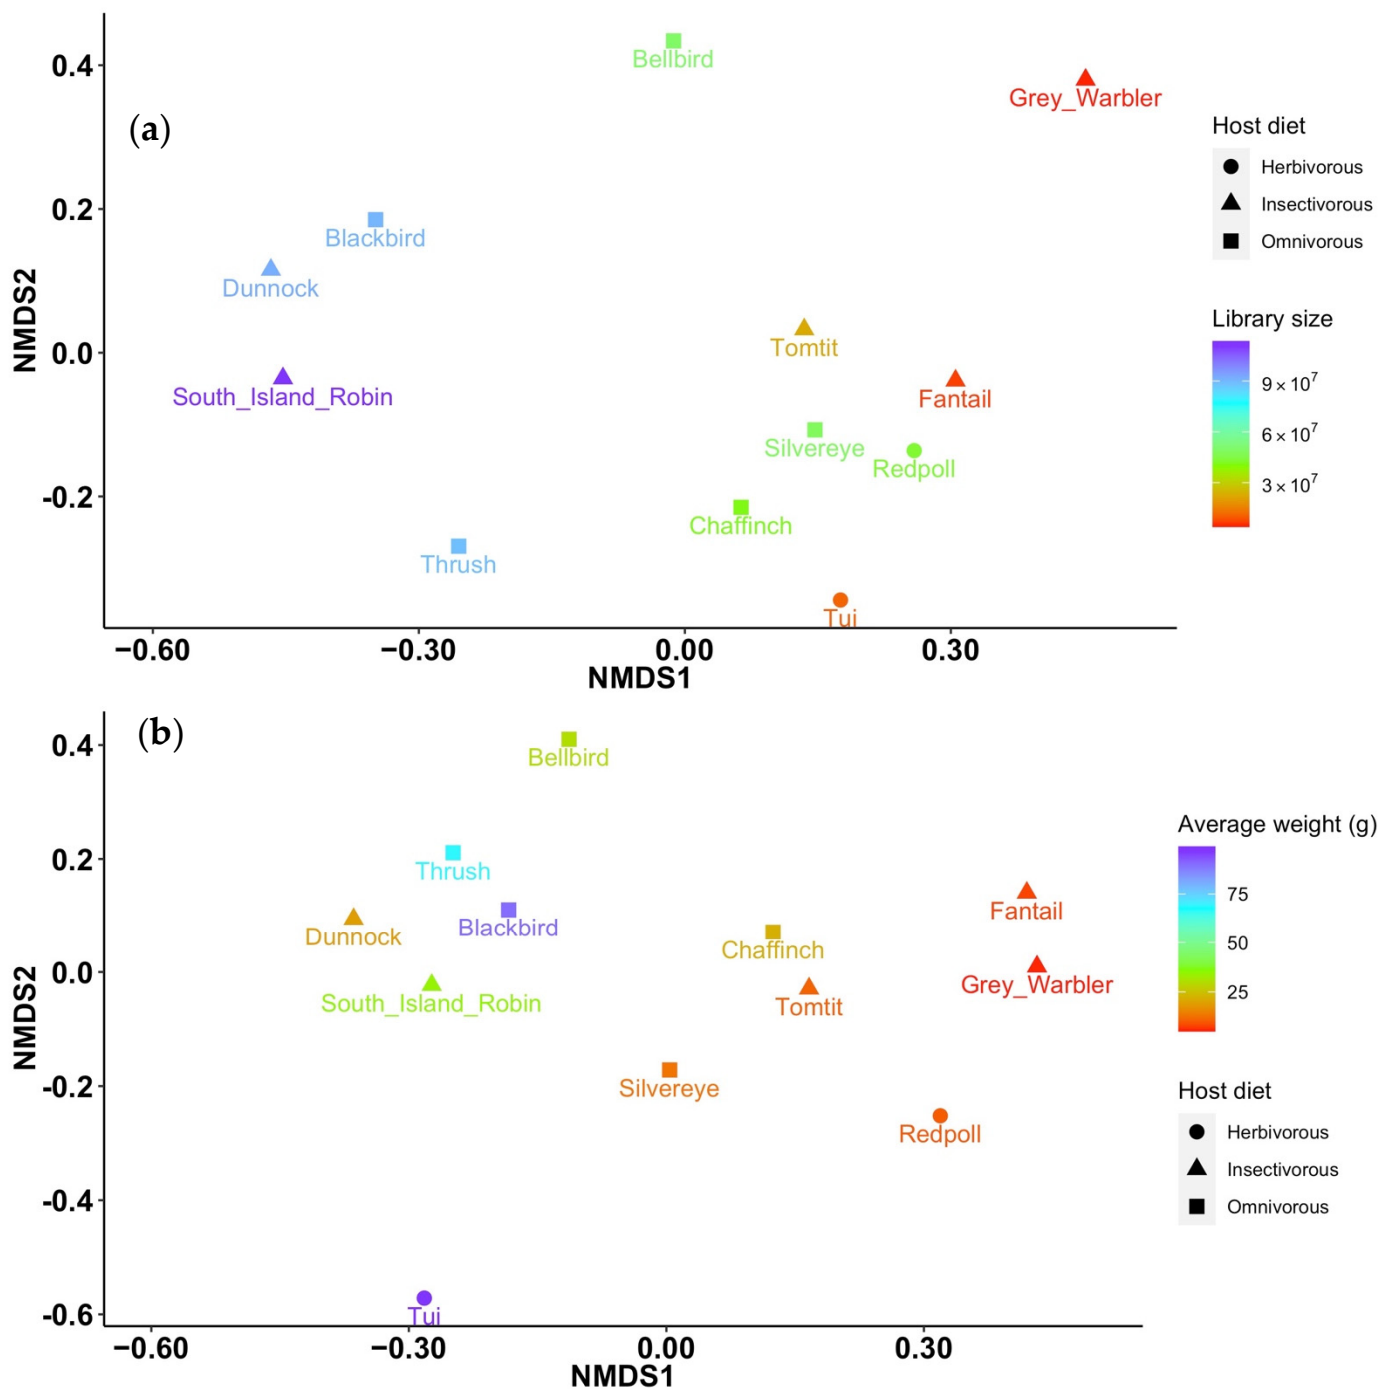 (a)
NMDS2
0.4
0.2
0.0
-0.2
Bellbird
Grey_Warbler
Blackbird
Dunnock
Tomtit
South_Island_Robin
Fantail
Silvereye
Redpoll
Chaffinch
Thrush
Tui
−0.60
−0.30
0.00
0.30
NMDS1
Host diet
Herbivorous
Insectivorous
Omnivorous
Library size
9×10⁷
6×10⁷
3×10⁷
(b)
NMDS2
0.4
0.2
0.0
-0.2
-0.4
-0.6
Bellbird
Thrush
Fantail
Blackbird
Dunnock
Chaffinch
Grey_Warbler
South_Island_Robin
Tomtit
Silvereye
Redpoll
Tui
−0.60
−0.30
0.00
0.30
NMDS1
Average weight (g)
75
50
25
Host diet
Herbivorous
Insectivorous
Omnivorous